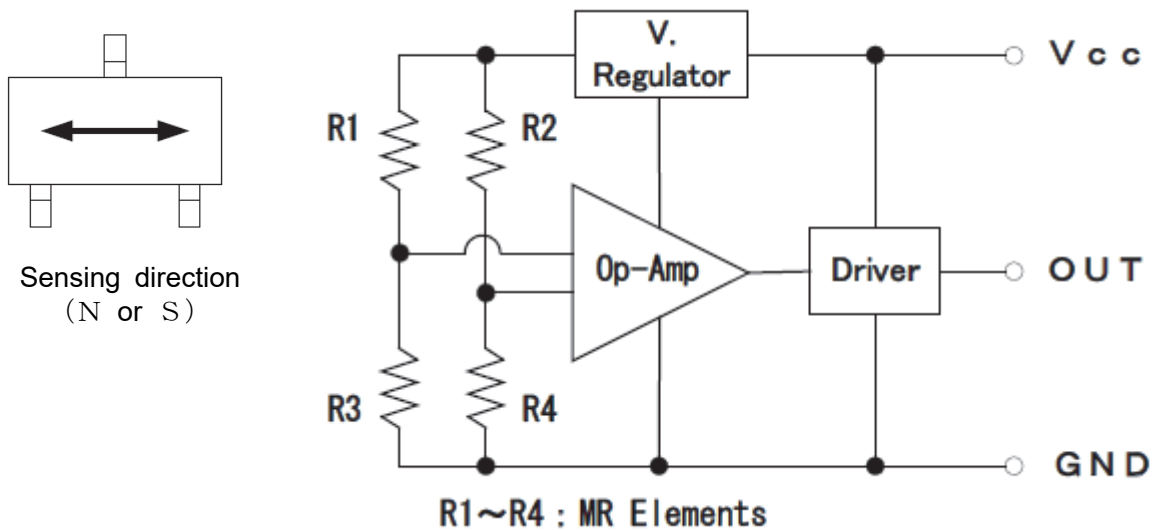 Sensing direction
（N or S）
V.
Regulator
Vcc
R1
R2
Op-Amp
Driver
OUT
R3
R4
GND
R1～R4 : MR Elements